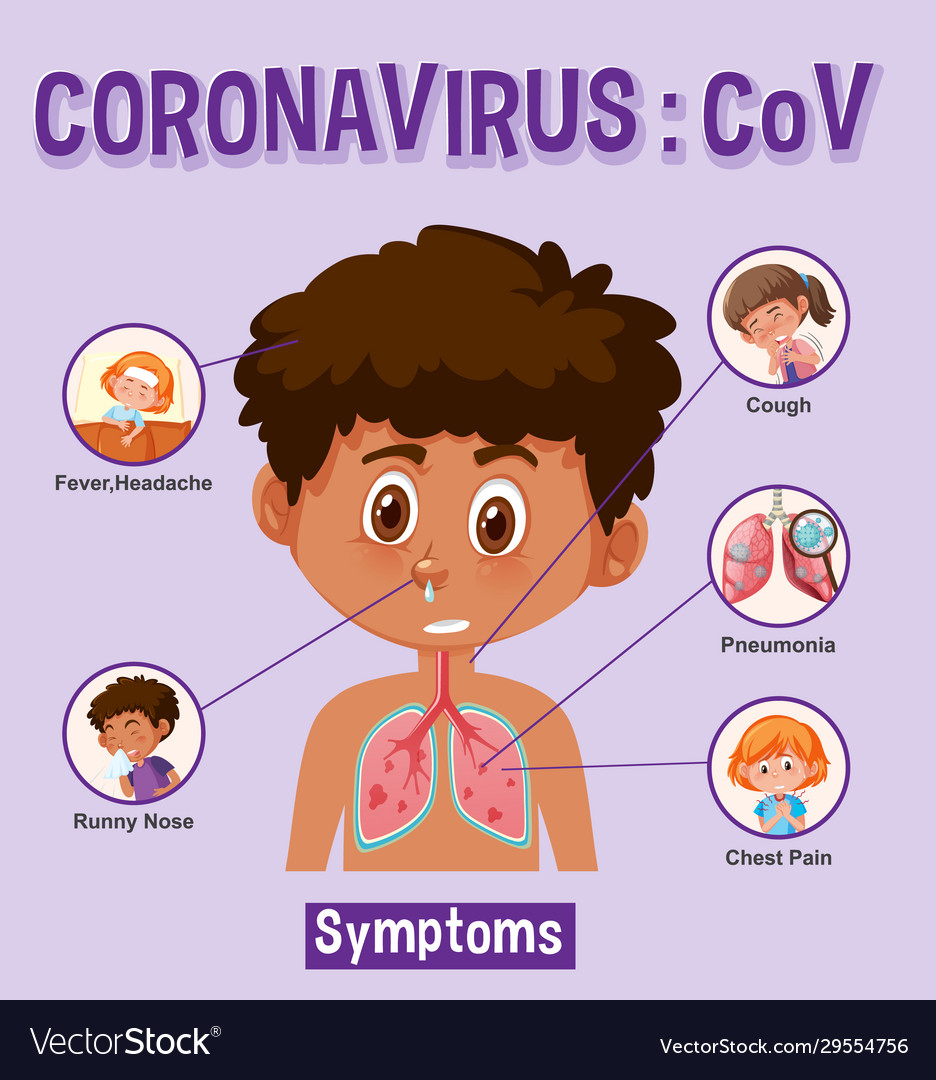 CORONAVIRUS : CoV
Fever,Headache
Cough
Pneumonia
Runny Nose
Chest Pain
Symptoms
VectorStock®
VectorStock.com/29554756